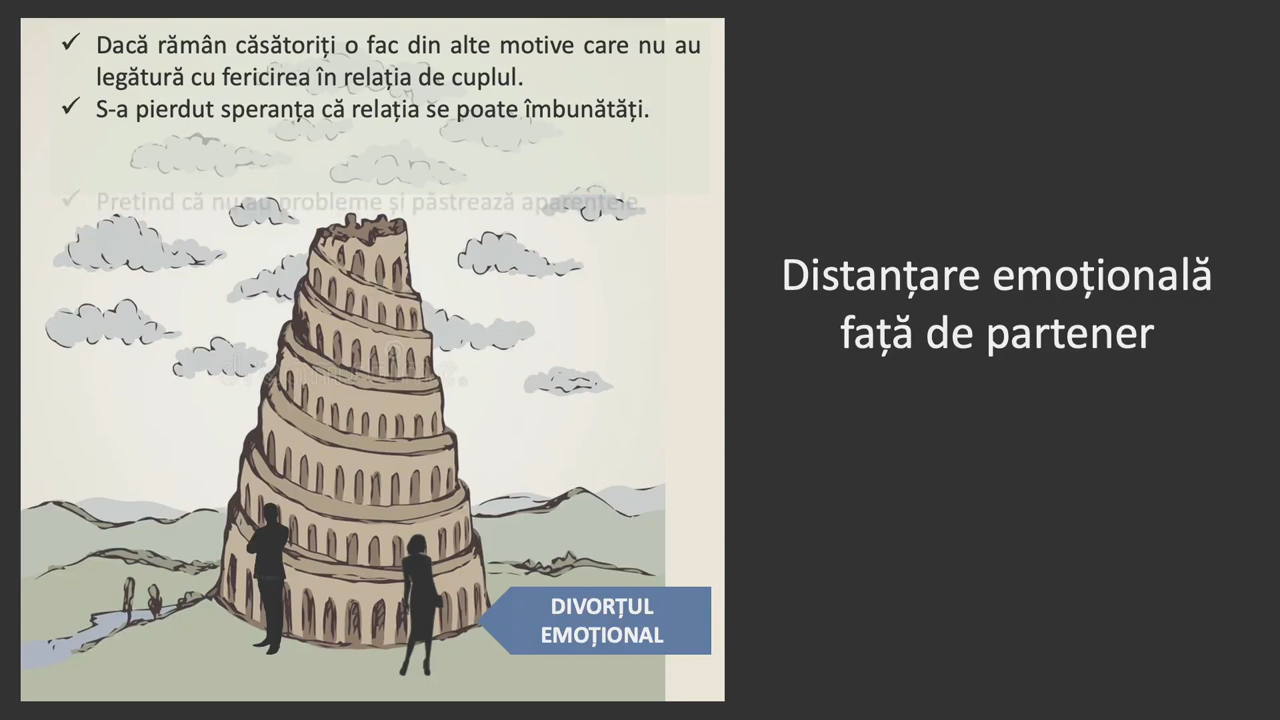 ✓ Dacă rămân căsătoriți o fac din alte motive care nu au
legătură cu fericirea în relația de cuplul.
✓ S-a pierdut speranța că relația se poate îmbunătăți.
✓ Pretind că nu au probleme și păstrează aparențele.
DIVORȚUL
EMOȚIONAL
Distanțare emoțională
față de partener